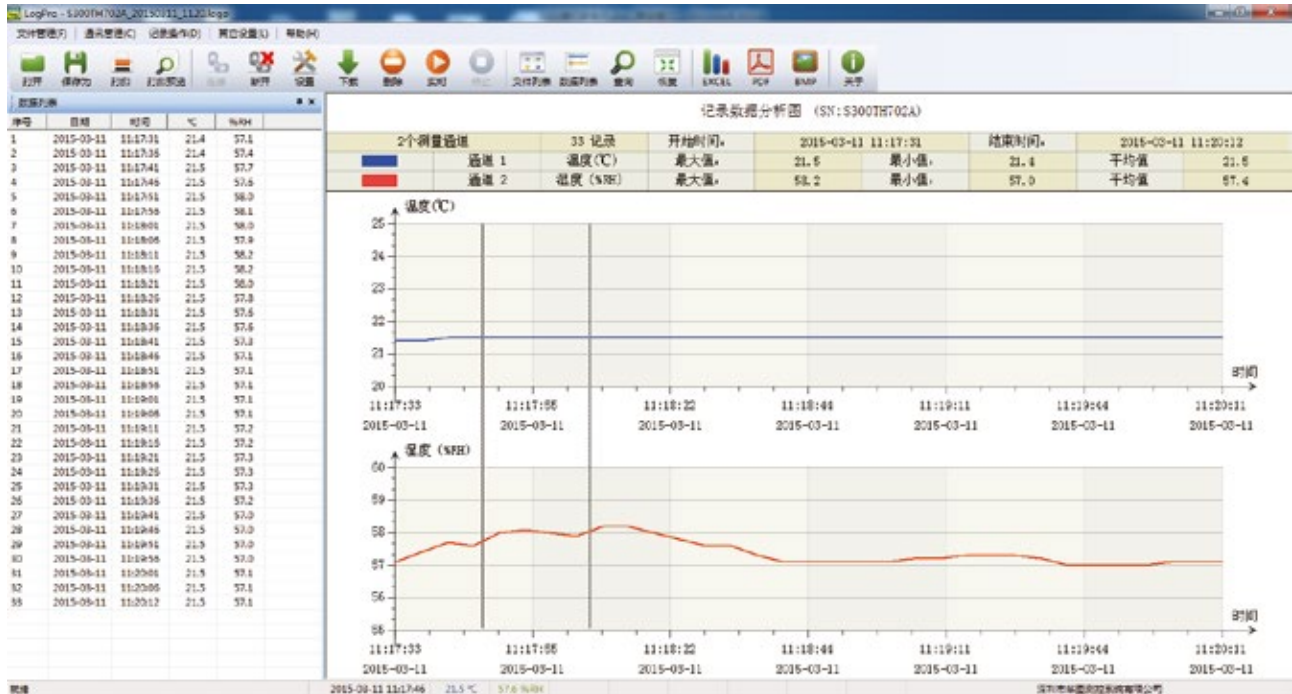 LogPro - S300TH702A_20150311_1120.logo
文件管理(F) 通讯管理(C) 记录操作(D) 其它设置(L) 帮助(H)
打开 保存为 打印 打印预览 连接 断开 设置 下载 删除 实时 停止 文件列表 数据列表 查询 恢复 EXCEL PDF BMP 关于
数据列表
序号 日期 时间 ℃ %RH
1 2015-03-11 11:17:31 21.4 57.1
2 2015-03-11 11:17:36 21.4 57.4
3 2015-03-11 11:17:41 21.5 57.7
4 2015-03-11 11:17:46 21.5 57.6
5 2015-03-11 11:17:51 21.5 58.0
6 2015-03-11 11:17:56 21.5 58.1
7 2015-03-11 11:18:01 21.5 58.0
8 2015-03-11 11:18:06 21.5 57.9
9 2015-03-11 11:18:11 21.5 58.2
10 2015-03-11 11:18:16 21.5 58.2
11 2015-03-11 11:18:21 21.5 58.0
12 2015-03-11 11:18:26 21.5 57.8
13 2015-03-11 11:18:31 21.5 57.6
14 2015-03-11 11:18:36 21.5 57.6
15 2015-03-11 11:18:41 21.5 57.3
16 2015-03-11 11:18:46 21.5 57.1
17 2015-03-11 11:18:51 21.5 57.1
18 2015-03-11 11:18:56 21.5 57.1
19 2015-03-11 11:19:01 21.5 57.1
20 2015-03-11 11:19:06 21.5 57.1
21 2015-03-11 11:19:11 21.5 57.2
22 2015-03-11 11:19:16 21.5 57.2
23 2015-03-11 11:19:21 21.5 57.3
24 2015-03-11 11:19:26 21.5 57.3
25 2015-03-11 11:19:31 21.5 57.3
26 2015-03-11 11:19:36 21.5 57.2
27 2015-03-11 11:19:41 21.5 57.0
28 2015-03-11 11:19:46 21.5 57.0
29 2015-03-11 11:19:51 21.5 57.0
30 2015-03-11 11:19:56 21.5 57.0
31 2015-03-11 11:20:01 21.5 57.1
32 2015-03-11 11:20:06 21.5 57.1
33 2015-03-11 11:20:12 21.5 57.1
记录数据分析图 (SN:S300TH702A)
2个测量通道 33 记录 开始时间: 2015-03-11 11:17:31 结束时间: 2015-03-11 11:20:12
通道 1 温度(℃) 最大值: 21.5 最小值: 21.4 平均值 21.5
通道 2 湿度 (%RH) 最大值: 58.2 最小值: 57.0 平均值 57.4
温度(℃)
25
24
23
22
21
20
时间
11:17:33 11:17:55 11:18:22 11:18:44 11:19:11 11:19:44 11:20:11
2015-03-11 2015-03-11 2015-03-11 2015-03-11 2015-03-11 2015-03-11 2015-03-11
湿度 (%RH)
60
59
58
57
56
55
时间
11:17:33 11:17:55 11:18:22 11:18:44 11:19:11 11:19:44 11:20:11
2015-03-11 2015-03-11 2015-03-11 2015-03-11 2015-03-11 2015-03-11 2015-03-11
就绪 2015-03-11 11:17:46 21.5 ℃ 57.6 %RH 深圳市华图测控系统有限公司